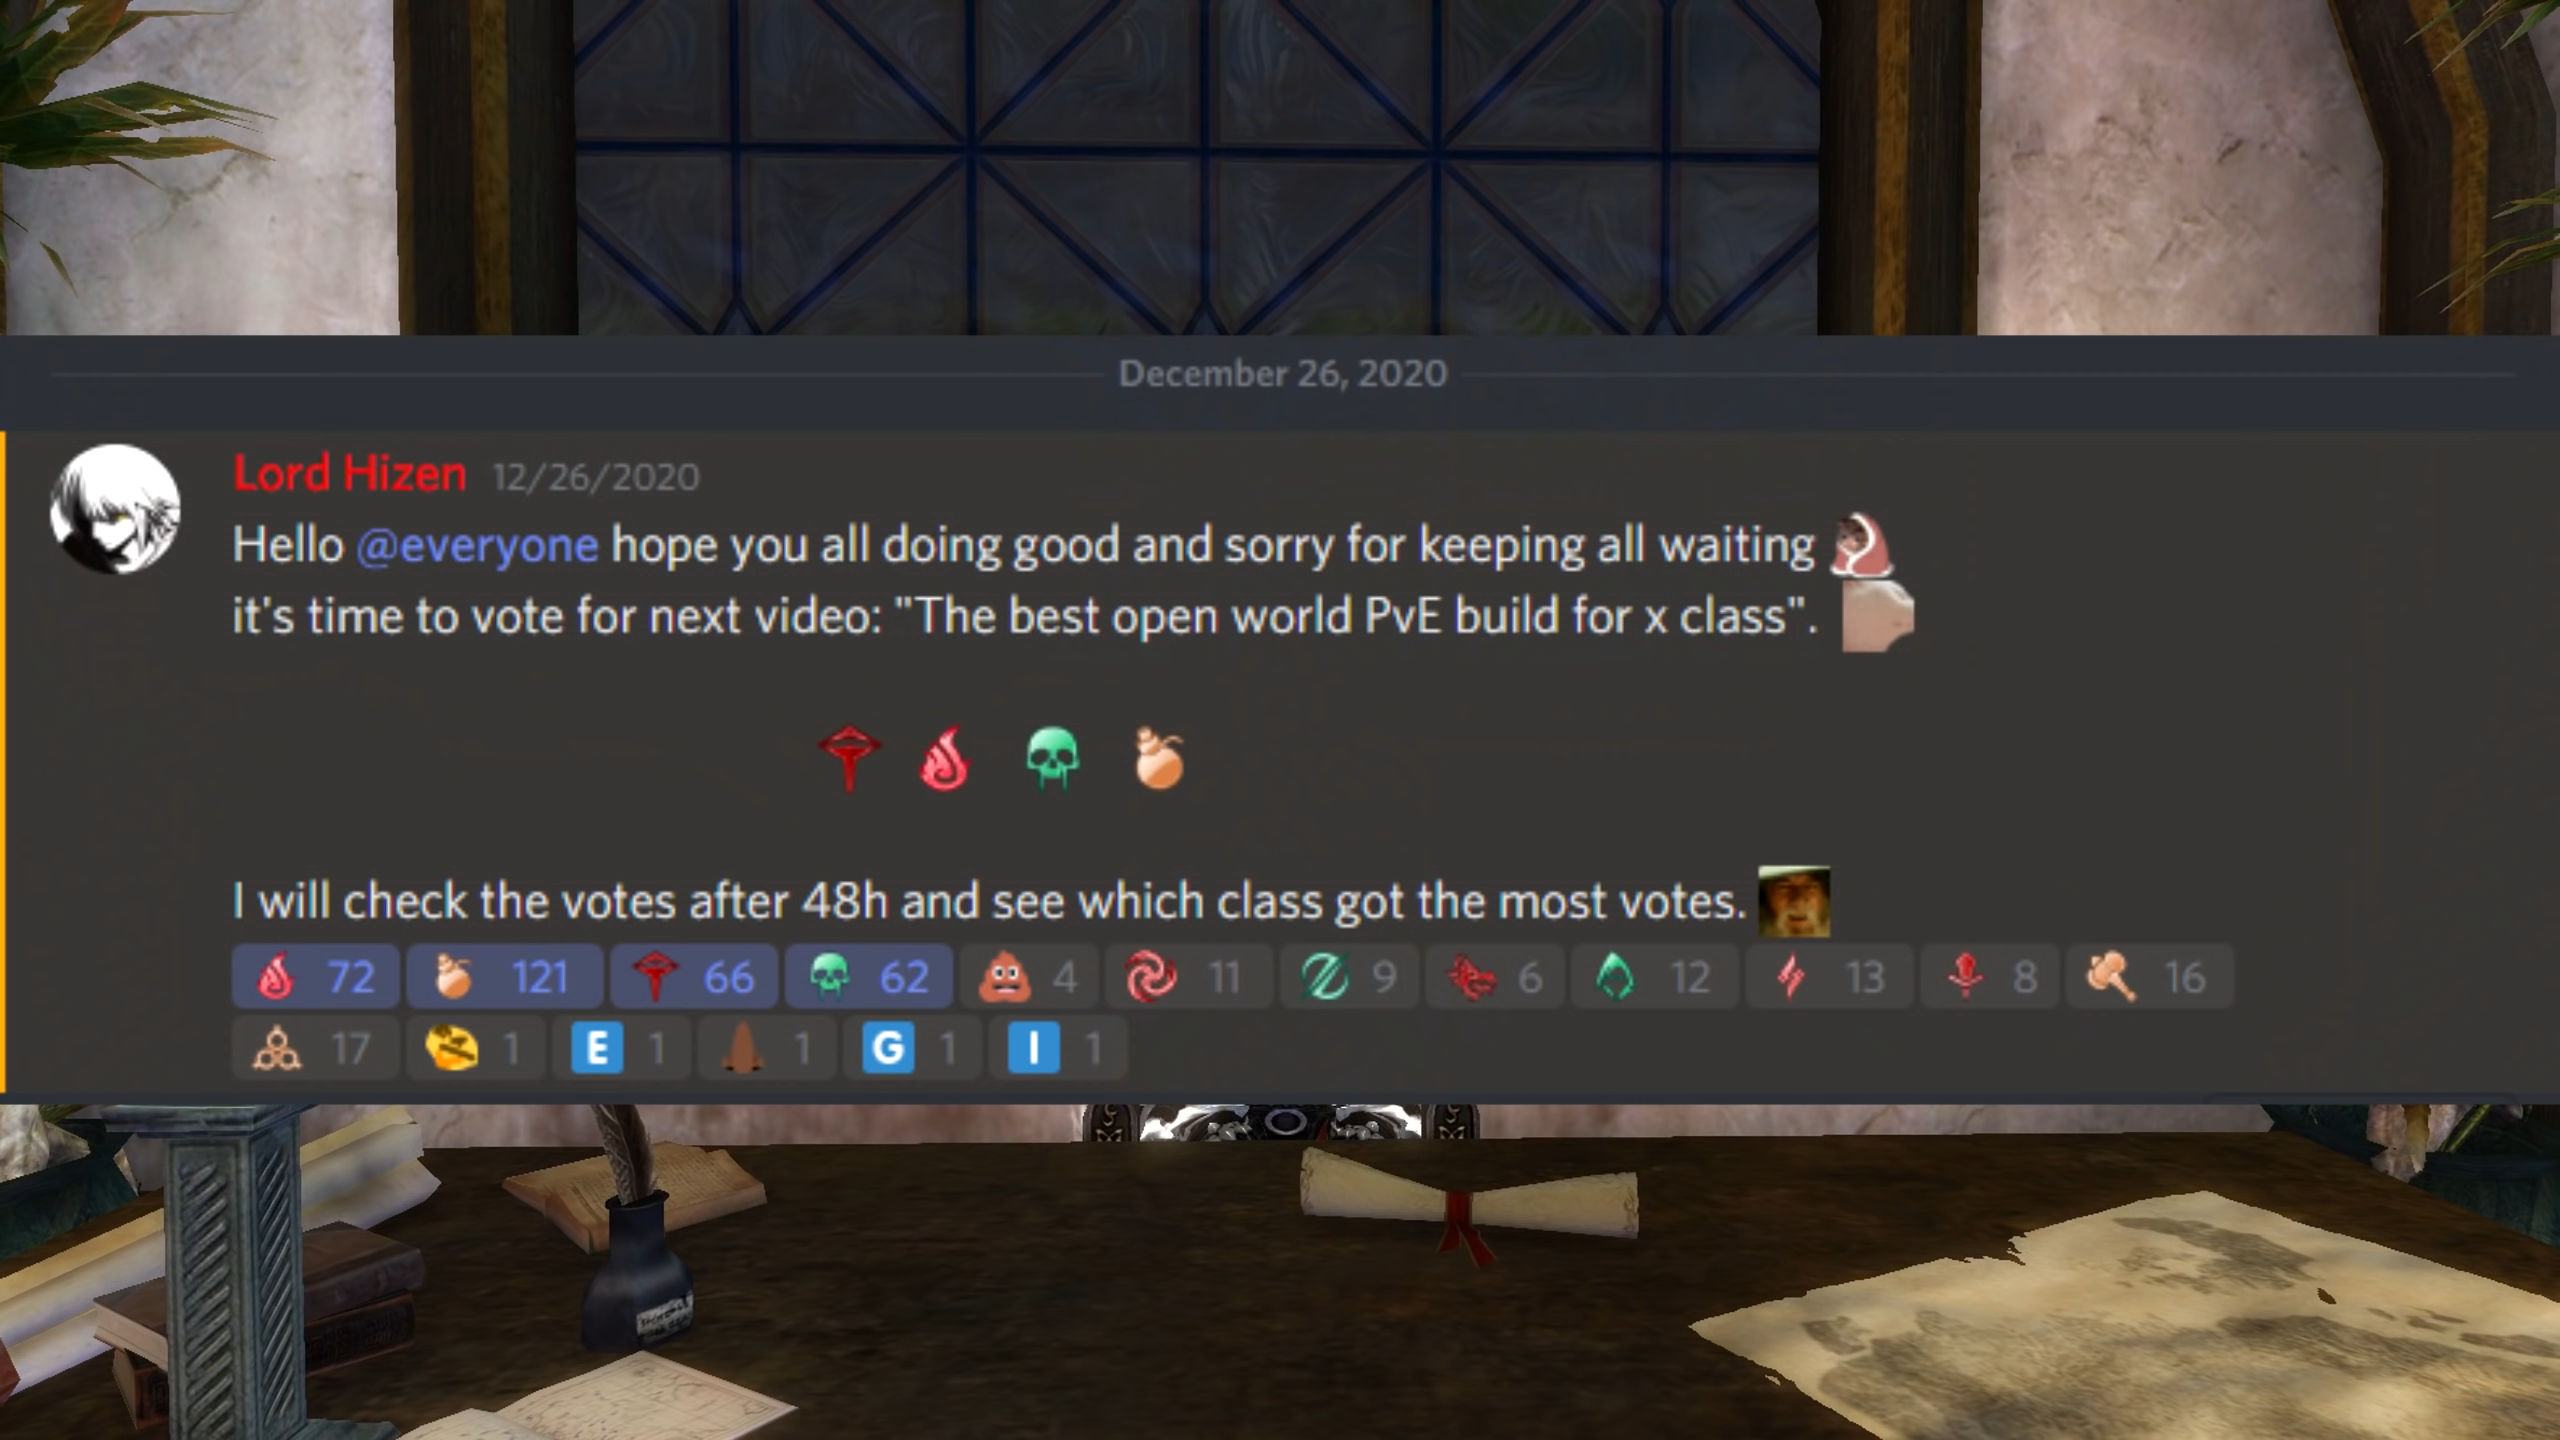 December 26, 2020
Lord Hizen 12/26/2020
Hello @everyone hope you all doing good and sorry for keeping all waiting
it's time to vote for next video: "The best open world PvE build for x class".
I will check the votes after 48h and see which class got the most votes.
72 121 66 62 4 11 9 6 12 13 8 16
17 1 E 1 1 G 1 I 1